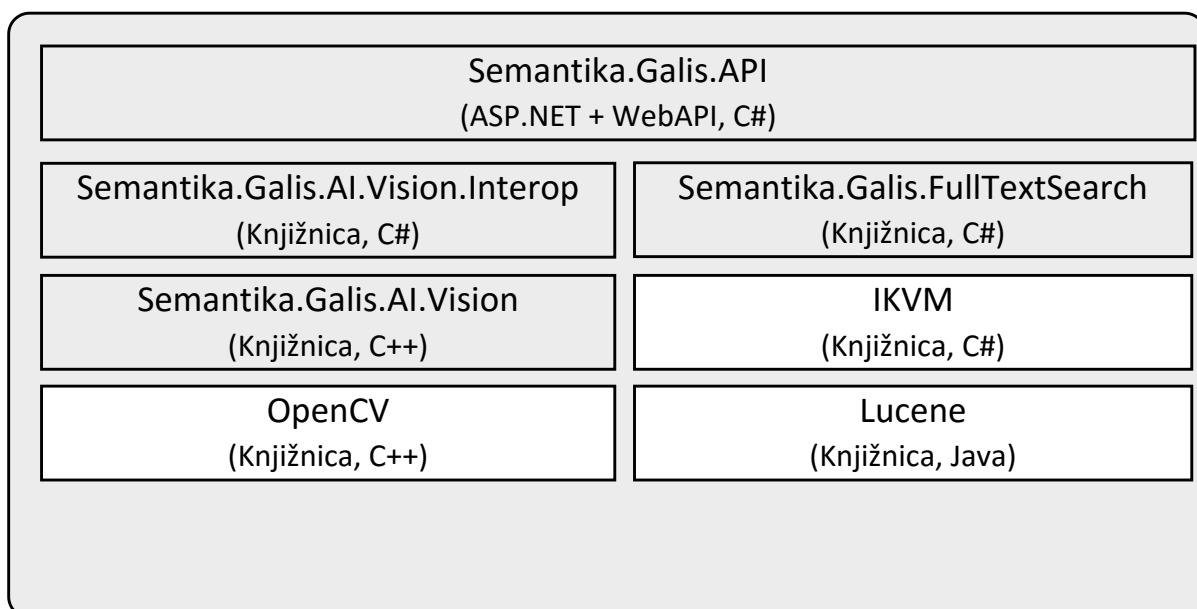 Semantika.Galis.API
(ASP.NET + WebAPI, C#)
Semantika.Galis.AI.Vision.Interop
(Knjižnica, C#)
Semantika.Galis.FullTextSearch
(Knjižnica, C#)
Semantika.Galis.AI.Vision
(Knjižnica, C++)
IKVM
(Knjižnica, C#)
OpenCV
(Knjižnica, C++)
Lucene
(Knjižnica, Java)